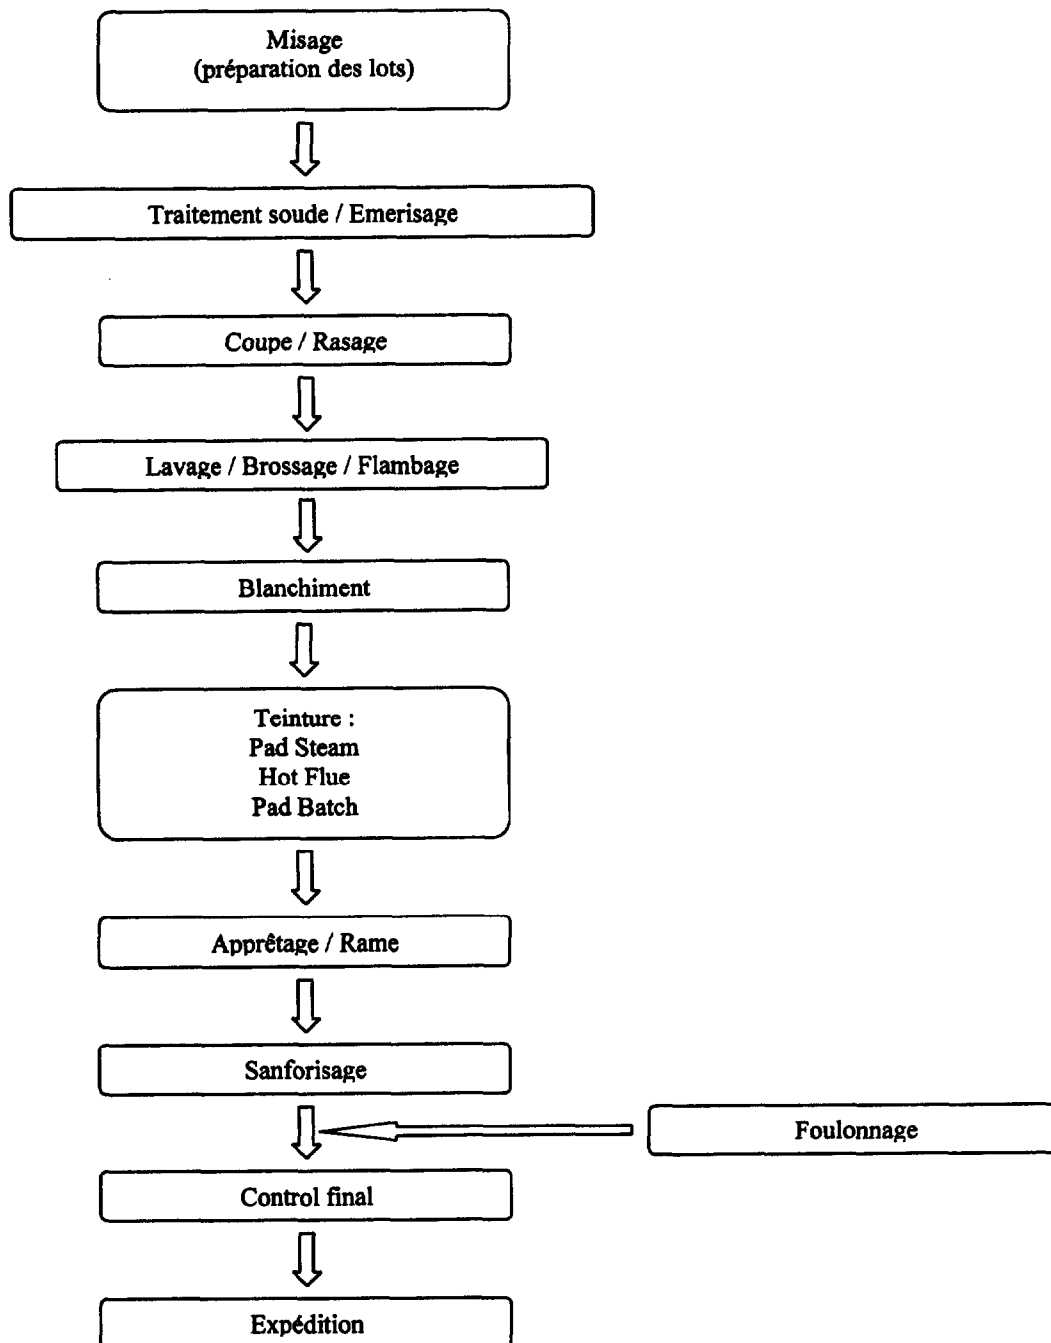 Misage
(préparation des lots)
Traitement soude / Emerisage
Coupe / Rasage
Lavage / Brossage / Flambage
Blanchiment
Teinture :
Pad Steam
Hot Flue
Pad Batch
Apprêtage / Rame
Sanforisage
Foulonnage
Control final
Expédition